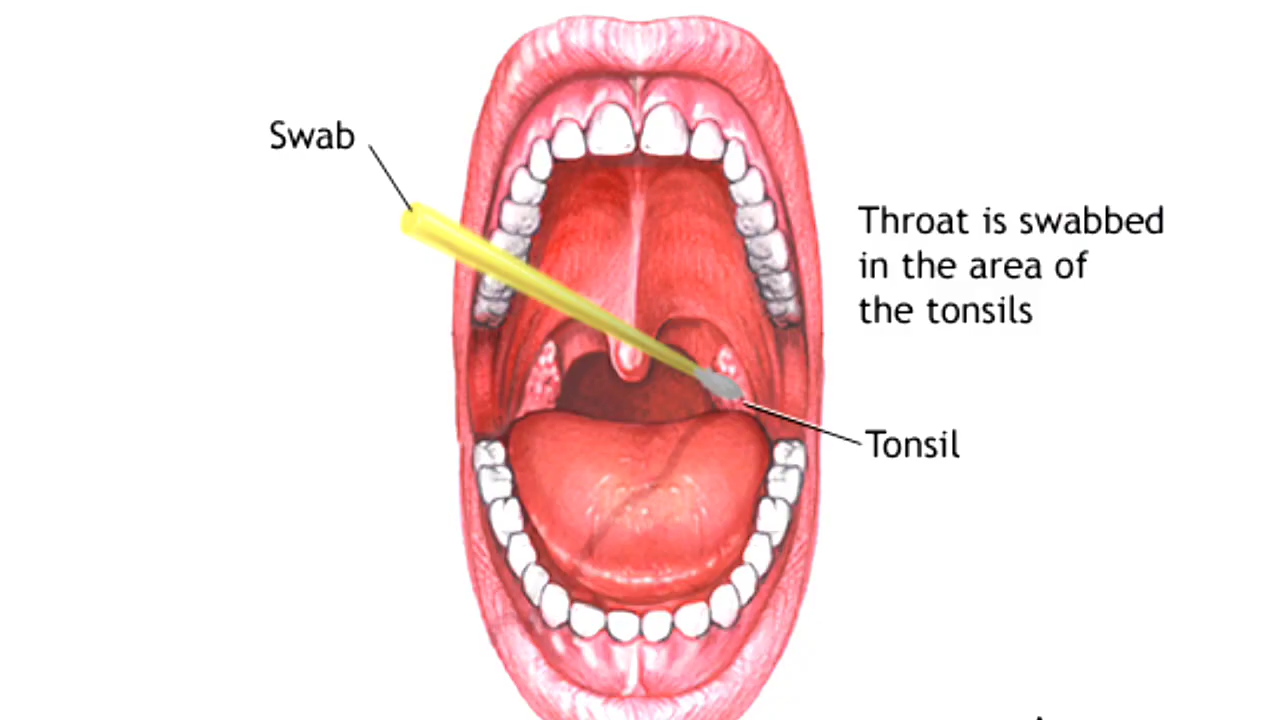 Swab
Throat is swabbed
in the area of
the tonsils
Tonsil